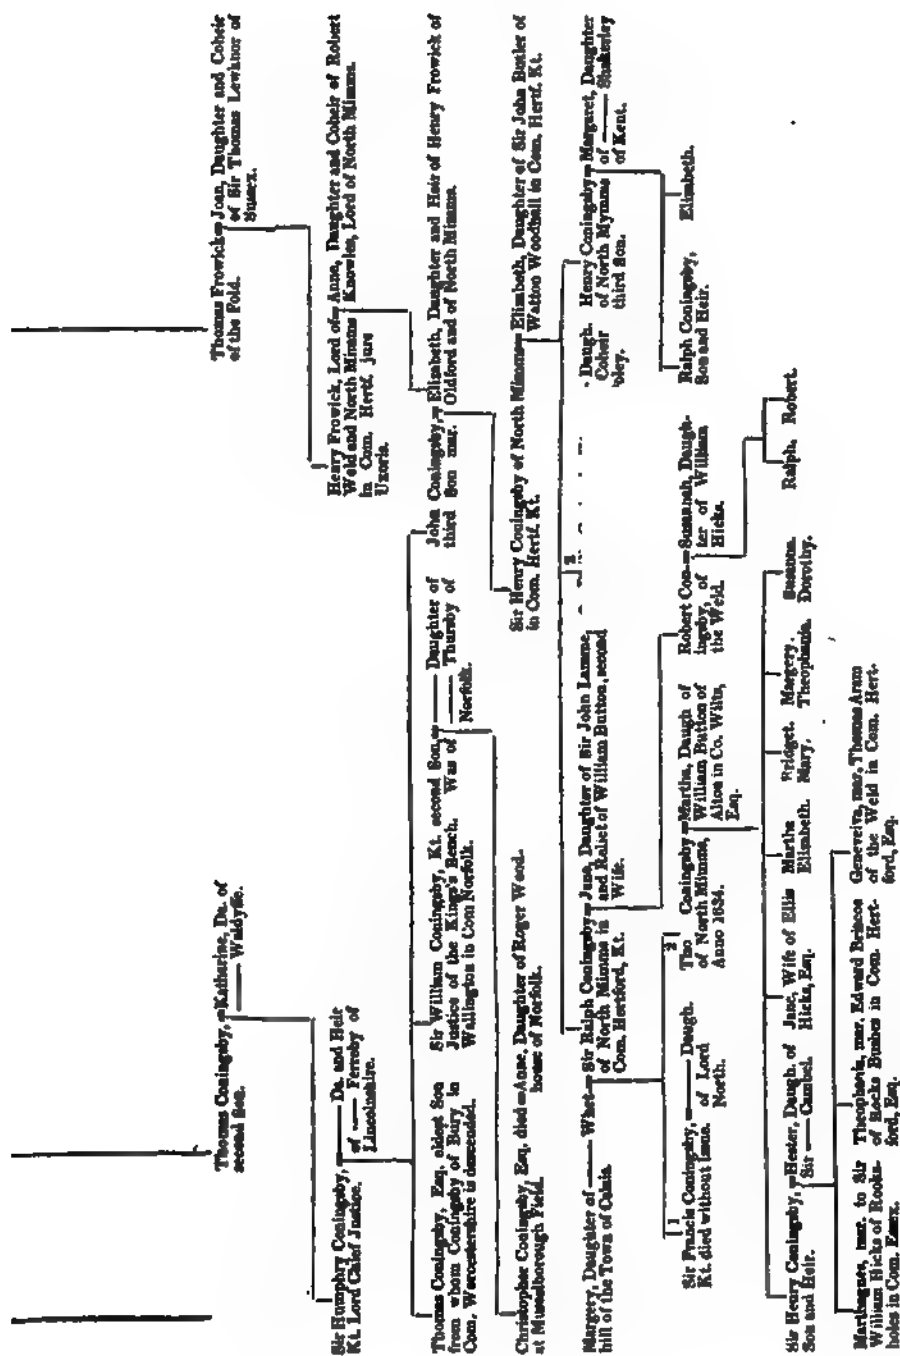 Thomas Coningsby, = Katharine, Da. of
second Son. —— Waldyffe.
Thomas Frowick = Joan, Daughter and Coheir
of the Fold. of Sir Thomas Lewknor of
Sussex.
Sir Humphry Coningsby, = —— Da. and Heir
Kt. Lord Chief Justice. of —— Ferreby of
Lincolnshire.
Henry Frowick, Lord of = Anne, Daughter and Coheir of Robert
Weld and North Mimms Knowles, Lord of North Mimms.
in Com. Hertf. jure
Uxoris.
Thomas Coningsby, Esq. eldest Son
from whom Coningsby of Bury in
Com. Worcestershire is descended.
Sir William Coningsby, Kt. second Son, = —— Daughter of
Justice of the King's Bench. Was of —— Thursby of
Wallington in Com Norfolk. Norfolk.
John Coningsby, = Elizabeth, Daughter and Heir of Henry Frowick of
third Son mar. Oldford and of North Mimms.
Christopher Coningsby, Esq. died = Anne, Daughter of Roger Wood-
at Musselborough Field. house of Norfolk.
Sir Henry Coningsby of North Mimms = Elizabeth, Daughter of Sir John Butler of
in Com. Hertf. Kt. Watton Woodhall in Com. Hertf. Kt.
Margery, Daughter of —— Whet- = Sir Ralph Coningsby = Jane, Daughter of Sir John Lamme,
hill of the Town of Calais. of North Mimms in and Relict of William Button, second
Com. Hertford, Kt. Wife.
2
Daugh.
Coheir
Henry Coningsby = Margaret, Daughter
of North Mymms of —— Shakerley
third Son. of Kent.
1
Sir Francis Coningsby, = —— Daugh.
Kt. died without Issue. of Lord
North.
2
Tho Coningsby = Martha, Daugh of
of North Mimms, William Button of
Anno 1634. Alton in Co. Wilts,
Esq.
Robert Con- = Susannah, Daugh-
ingsby, of ter of William
the Weld. Hicks.
Ralph Coningsby, Elizabeth.
Son and Heir.
Ralph. Robert.
Sir Henry Coningsby, = Hester, Daugh. of
Son and Heir. Sir —— Cambel.
Jane, Wife of Ellis
Hicks, Esq.
Martha
Elizabeth.
Bridget.
Mary.
Margery.
Theophania.
Susanna.
Dorothy.
Marthagnes, mar. to Sir
William Hicks of Rooks-
holes in Com. Essex.
Theophania, mar. Edward Briscoe
of Rocks Bushes in Com. Hert-
ford, Esq.
Geneveiva, mar. Thomas Aram
of the Weld in Com. Hert-
ford, Esq.